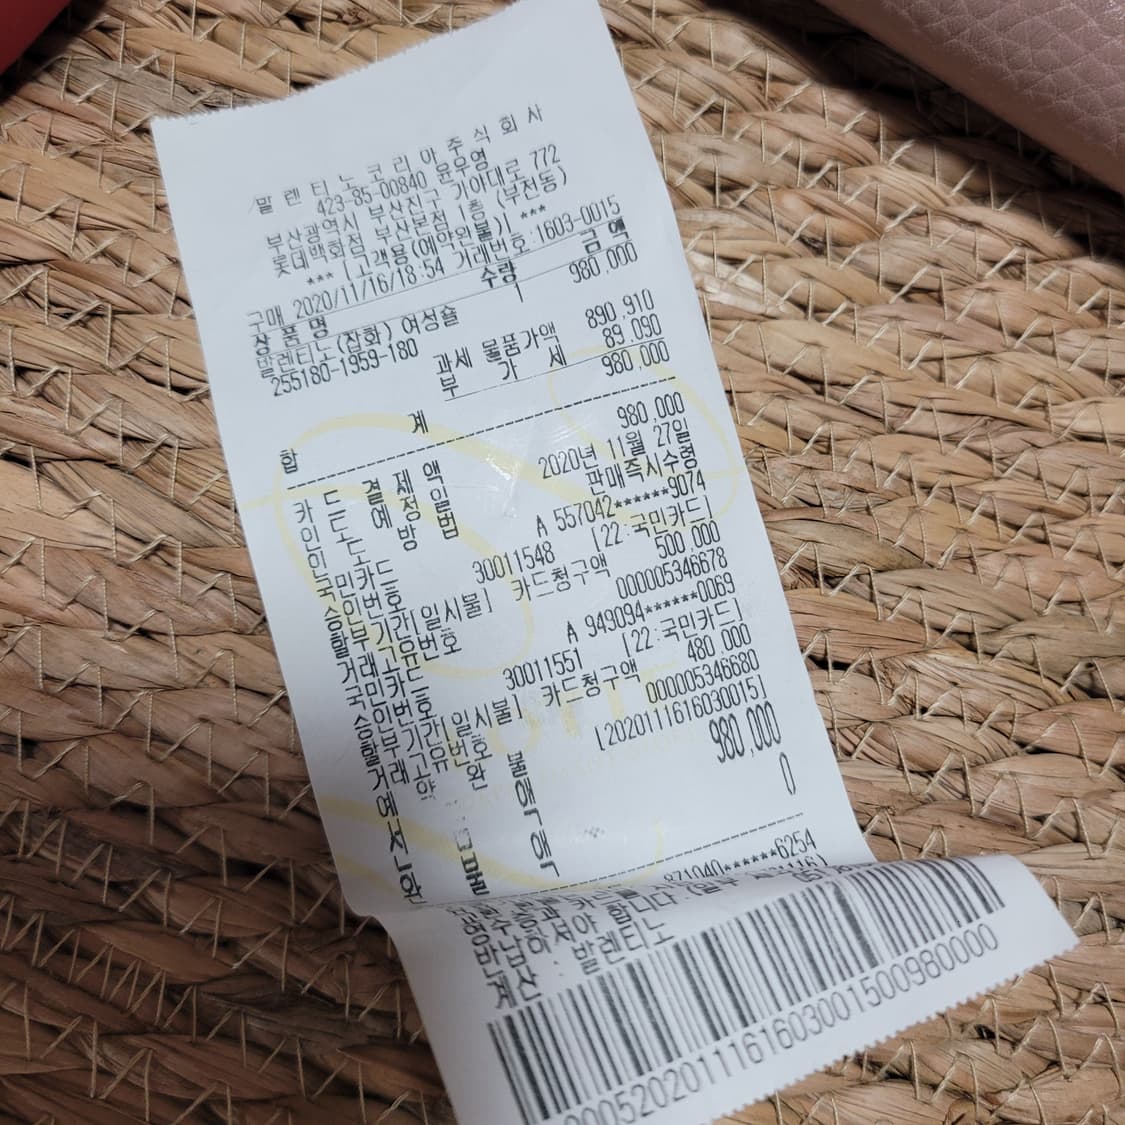 발렌티노코리아주식회사
423-85-00840 윤우영
부산광역시 부산진구 가야대로 772
롯데백화점 부산본점 1층 (부전동)
*** [고객용(예약완불)] ***
구매 2020/11/16/18:54 거래번호:1603-0015
상품명 수량 금액
발렌티노(잡화) 여성슬 1 980,000
255180-1959-180
과세 물품가액 890,910
부 가 세 89,090
합 계 980,000
카드 결제액 980,000
인도예정일 2020년 11월 27일
인도방법 판매즉시수령
국민카드 A 557042******9074
승인번호 30011548 [22:국민카드]
할부기간[일시불] 카드청구액 500,000
거래고유번호 000005346678
국민카드 A 949094******0069
승인번호 30011551 [22:국민카드]
할부기간[일시불] 카드청구액 480,000
거래고유번호 000005346680
예약 [2020111616030015]
980,000
0
871040******6254
계산 : 발렌티노
0005202011161603001500980000